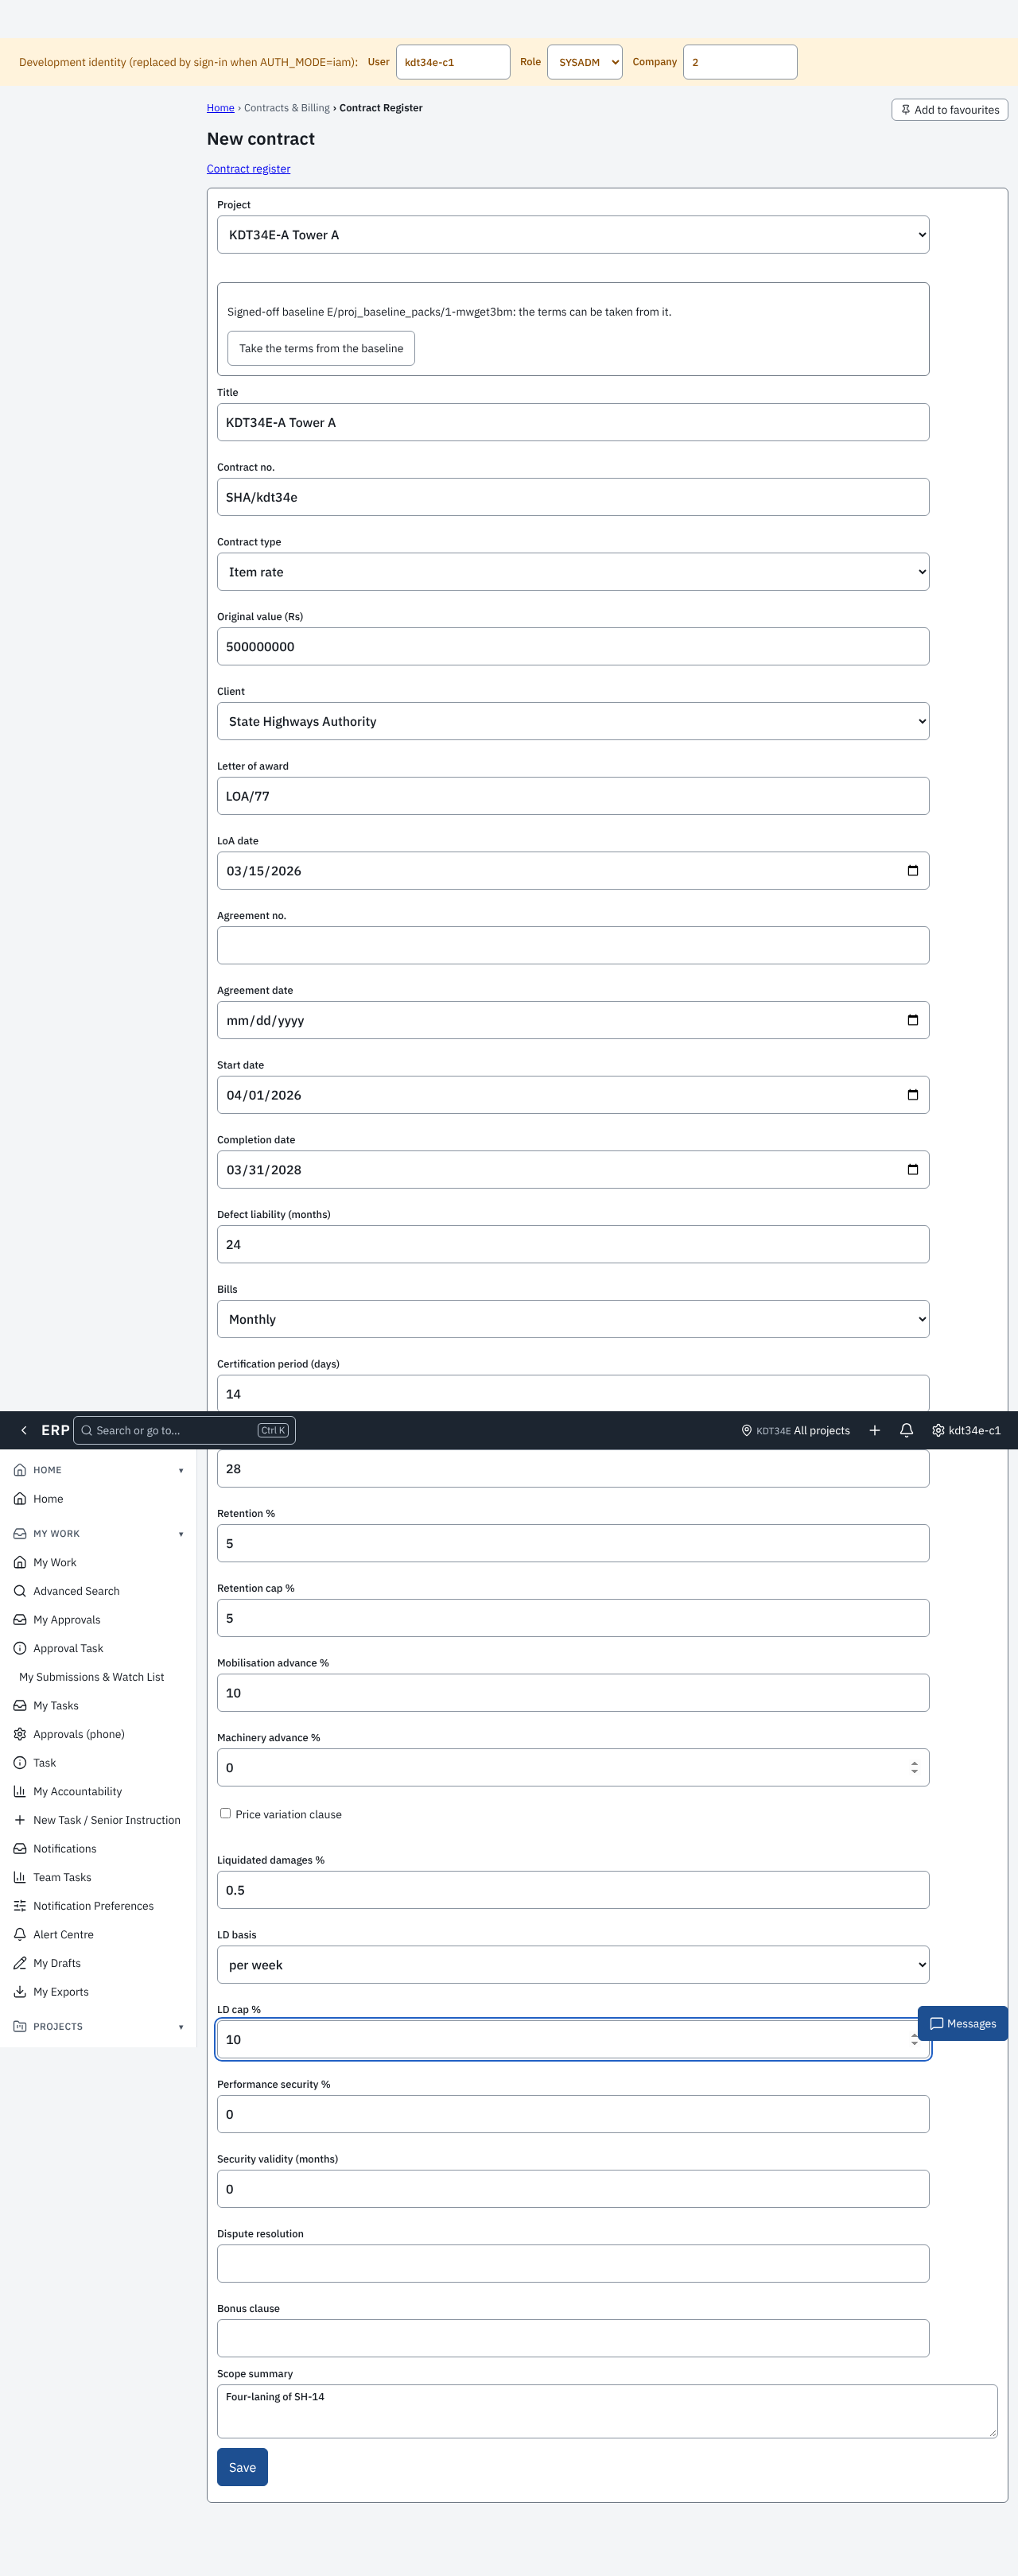 Development identity (replaced by sign-in when AUTH_MODE=iam): User kdt34e-c1 Role SYSADM Company 2
Home › Contracts & Billing › Contract Register
Add to favourites
New contract
Contract register
Project
KDT34E-A Tower A
Signed-off baseline E/proj_baseline_packs/1-mwget3bm: the terms can be taken from it.
Take the terms from the baseline
Title
KDT34E-A Tower A
Contract no.
SHA/kdt34e
Contract type
Item rate
Original value (Rs)
500000000
Client
State Highways Authority
Letter of award
LOA/77
LoA date
03/15/2026
Agreement no.
Agreement date
mm/dd/yyyy
Start date
04/01/2026
Completion date
03/31/2028
Defect liability (months)
24
Bills
Monthly
Certification period (days)
14
ERP
Search or go to...
Ctrl K
KDT34E All projects
kdt34e-c1
HOME
Home
MY WORK
My Work
Advanced Search
My Approvals
Approval Task
My Submissions & Watch List
My Tasks
Approvals (phone)
Task
My Accountability
New Task / Senior Instruction
Notifications
Team Tasks
Notification Preferences
Alert Centre
My Drafts
My Exports
PROJECTS
28
Retention %
5
Retention cap %
5
Mobilisation advance %
10
Machinery advance %
0
Price variation clause
Liquidated damages %
0.5
LD basis
per week
LD cap %
10
Messages
Performance security %
0
Security validity (months)
0
Dispute resolution
Bonus clause
Scope summary
Four-laning of SH-14
Save